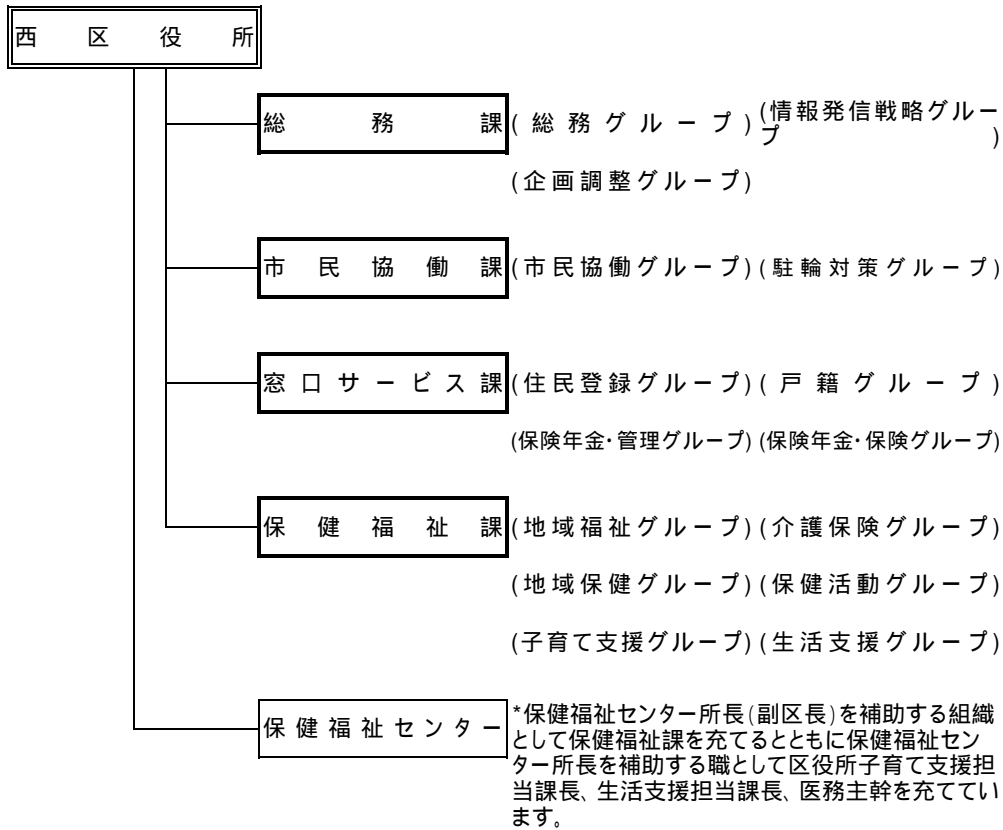 西区役所
総務課(総務グループ)(情報発信戦略グループ)
(企画調整グループ)
市民協働課(市民協働グループ)(駐輪対策グループ)
窓口サービス課(住民登録グループ)(戸籍グループ)
(保険年金・管理グループ)(保険年金・保険グループ)
保健福祉課(地域福祉グループ)(介護保険グループ)
(地域保健グループ)(保健活動グループ)
(子育て支援グループ)(生活支援グループ)
保健福祉センター
*保健福祉センター所長(副区長)を補助する組織
として保健福祉課を充てるとともに保健福祉セン
ター所長を補助する職として区役所子育て支援担
当課長、生活支援担当課長、医務主幹を充ててい
ます。